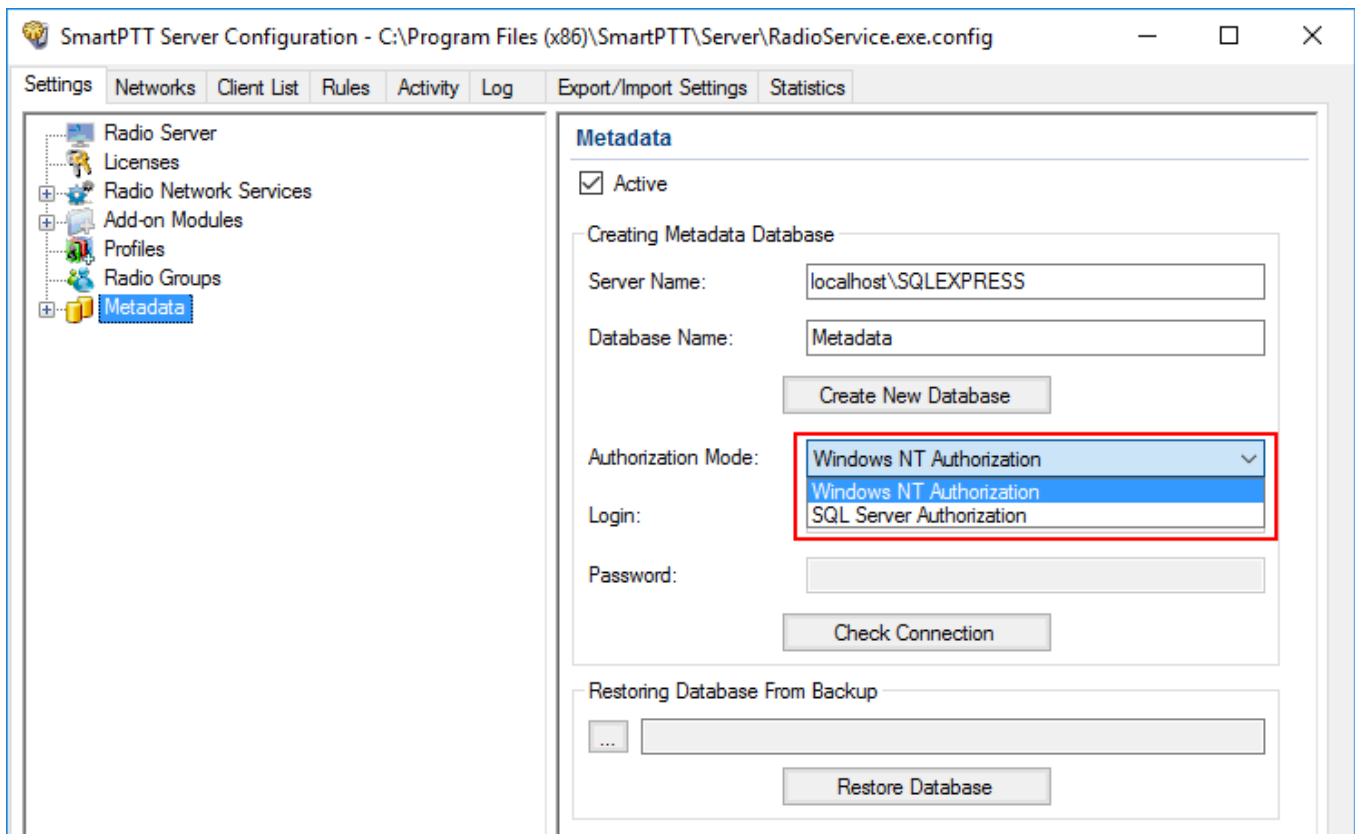 SmartPTT Server Configuration - C:\Program Files (x86)\SmartPTT\Server\RadioService.exe.config
Settings Networks Client List Rules Activity Log Export/Import Settings Statistics
Radio Server
Licenses
Radio Network Services
Add-on Modules
Profiles
Radio Groups
Metadata
Metadata
Active
Creating Metadata Database
Server Name: localhost\SQLEXPRESS
Database Name: Metadata
Create New Database
Authorization Mode: Windows NT Authorization
Windows NT Authorization
SQL Server Authorization
Login:
Password:
Check Connection
Restoring Database From Backup
...
Restore Database